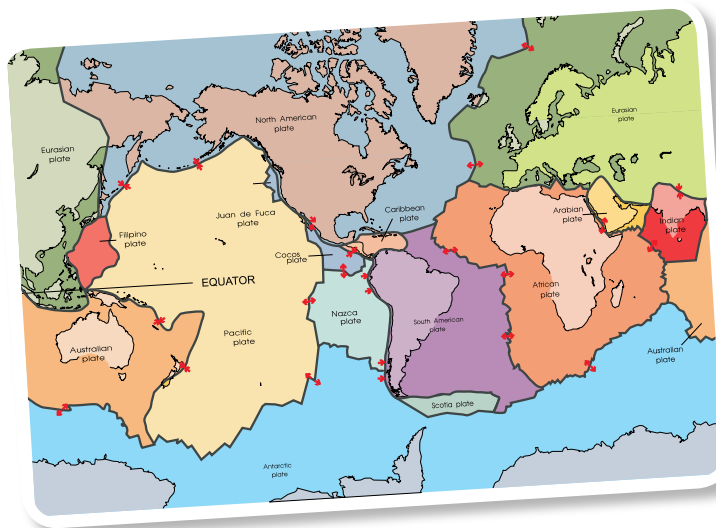 North American
plate
Eurasian
plate
Eurasian
plate
Juan de Fuca
plate
Caribbean
plate
Arabian
plate
Indian
plate
Filipino
plate
Cocos
plate
EQUATOR
African
plate
Nazca
plate
South American
plate
Pacific
plate
Australian
plate
Australian
plate
Scotia plate
Antarctic
plate